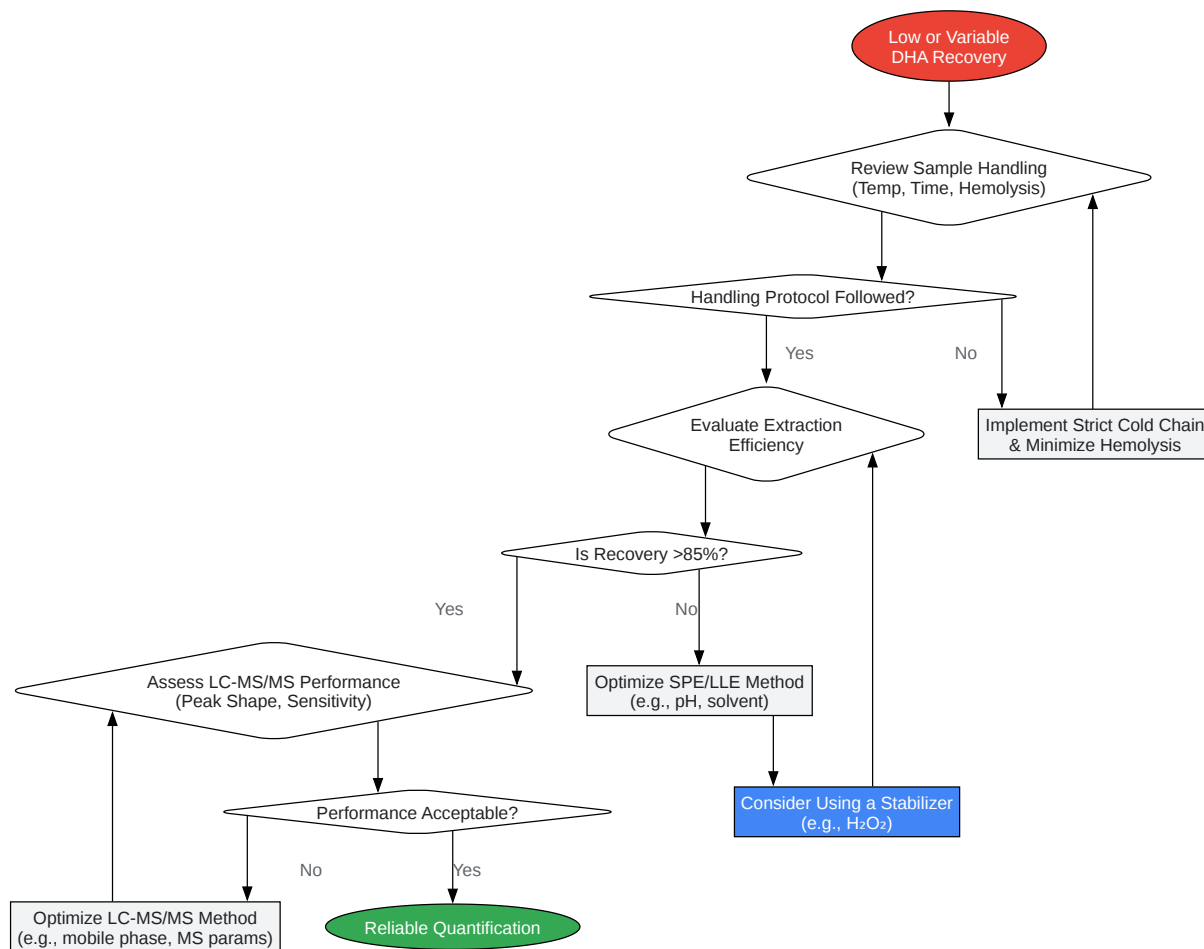 Low or Variable
DHA Recovery
Review Sample Handling
(Temp, Time, Hemolysis)
Handling Protocol Followed?
Yes
No
Evaluate Extraction
Efficiency
Implement Strict Cold Chain
& Minimize Hemolysis
Is Recovery >85%?
Yes
No
Assess LC-MS/MS Performance
(Peak Shape, Sensitivity)
Optimize SPE/LLE Method
(e.g., pH, solvent)
Performance Acceptable?
Consider Using a Stabilizer
(e.g., H₂O₂)
No
Yes
Optimize LC-MS/MS Method
(e.g., mobile phase, MS params)
Reliable Quantification